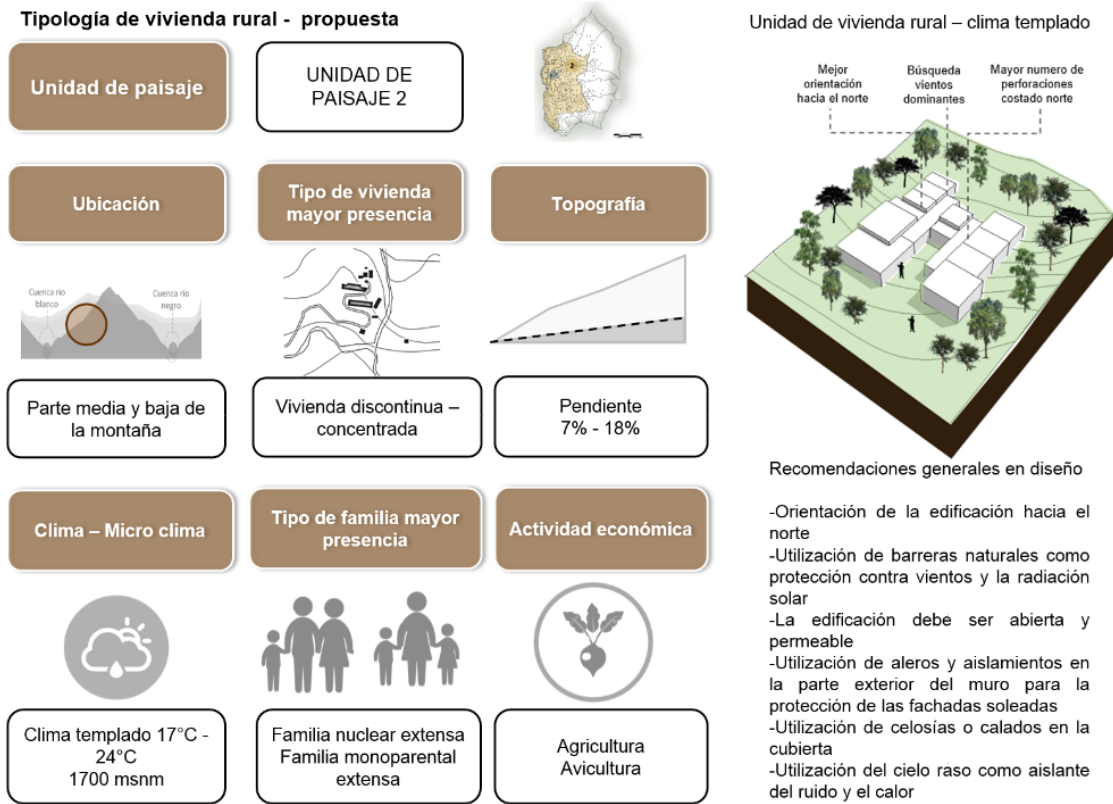 Tipología de vivienda rural - propuesta
Unidad de paisaje
UNIDAD DE
PAISAJE 2
2
Ubicación
Tipo de vivienda
mayor presencia
Topografía
Cuenca río
blanco
Cuenca río
negro
Parte media y baja de
la montaña
Vivienda discontinua –
concentrada
Pendiente
7% - 18%
Clima – Micro clima
Tipo de familia mayor
presencia
Actividad económica
Clima templado 17°C -
24°C
1700 msnm
Familia nuclear extensa
Familia monoparental
extensa
Agricultura
Avicultura
Unidad de vivienda rural – clima templado
Mejor
orientación
hacia el norte
Búsqueda
vientos
dominantes
Mayor numero de
perforaciones
costado norte
Recomendaciones generales en diseño
-Orientación de la edificación hacia el
norte
-Utilización de barreras naturales como
protección contra vientos y la radiación
solar
-La edificación debe ser abierta y
permeable
-Utilización de aleros y aislamientos en
la parte exterior del muro para la
protección de las fachadas soleadas
-Utilización de celosías o calados en la
cubierta
-Utilización del cielo raso como aislante
del ruido y el calor